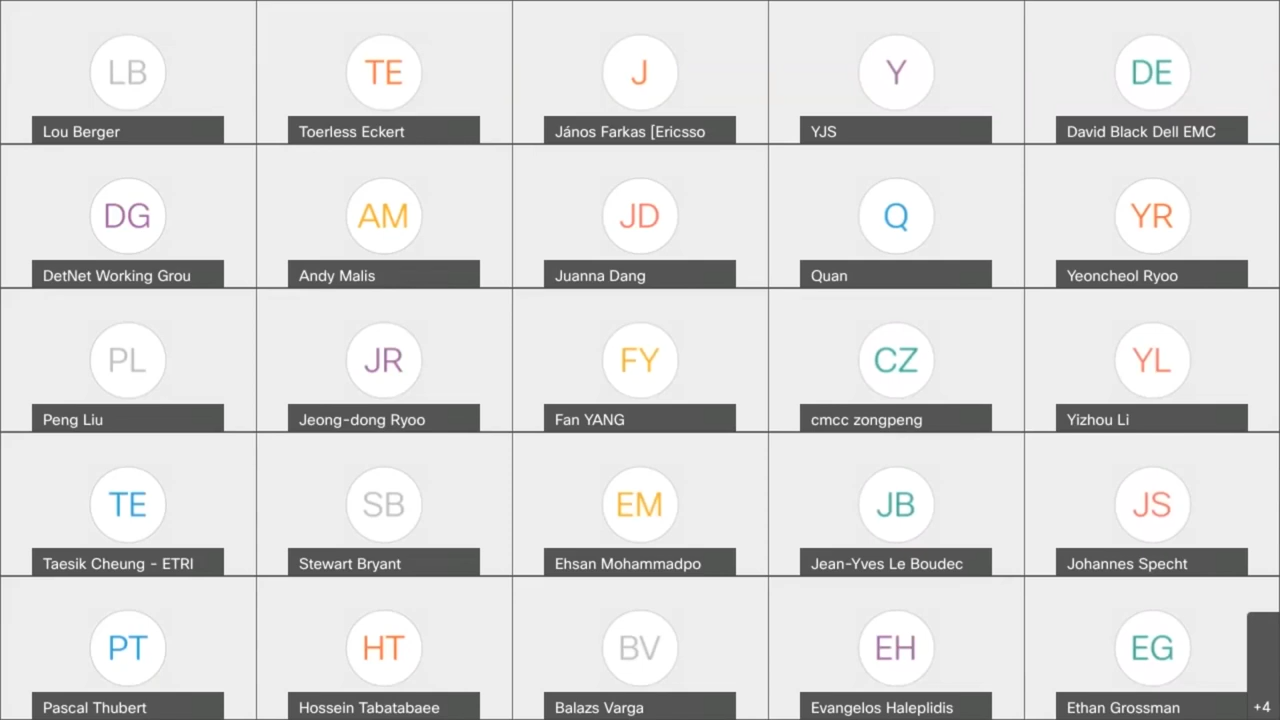 LB
TE
J
Y
DE
Lou Berger
Toerless Eckert
János Farkas [Ericsso
YJS
David Black Dell EMC
DG
AM
JD
Q
YR
DetNet Working Grou
Andy Malis
Juanna Dang
Quan
Yeoncheol Ryoo
PL
JR
FY
CZ
YL
Peng Liu
Jeong-dong Ryoo
Fan YANG
cmcc zongpeng
Yizhou Li
TE
SB
EM
JB
JS
Taesik Cheung - ETRI
Stewart Bryant
Ehsan Mohammadpo
Jean-Yves Le Boudec
Johannes Specht
PT
HT
BV
EH
EG
Pascal Thubert
Hossein Tabatabaee
Balazs Varga
Evangelos Haleplidis
Ethan Grossman
+4